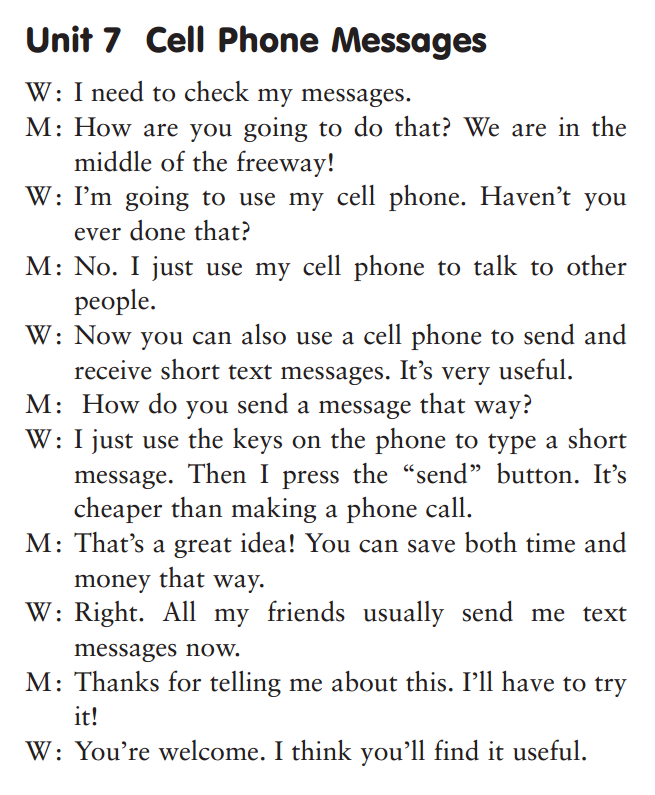 Unit 7 Cell Phone Messages
W: I need to check my messages.
M: How are you going to do that? We are in the
middle of the freeway!
W: I’m going to use my cell phone. Haven’t you
ever done that?
M: No. I just use my cell phone to talk to other
people.
W: Now you can also use a cell phone to send and
receive short text messages. It’s very useful.
M: How do you send a message that way?
W: I just use the keys on the phone to type a short
message. Then I press the “send” button. It’s
cheaper than making a phone call.
M: That’s a great idea! You can save both time and
money that way.
W: Right. All my friends usually send me text
messages now.
M: Thanks for telling me about this. I’ll have to try
it!
W: You’re welcome. I think you’ll find it useful.